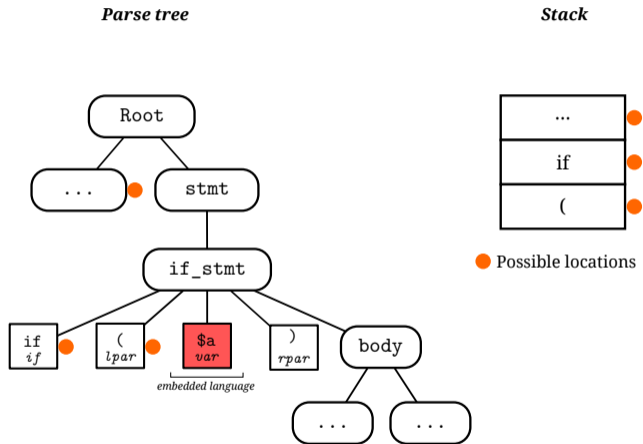 Parse tree
Stack
Root
...
...
stmt
if
(
Possible locations
if_stmt
if
if
(
lpar
$a
var
)
rpar
body
embedded language
...
...